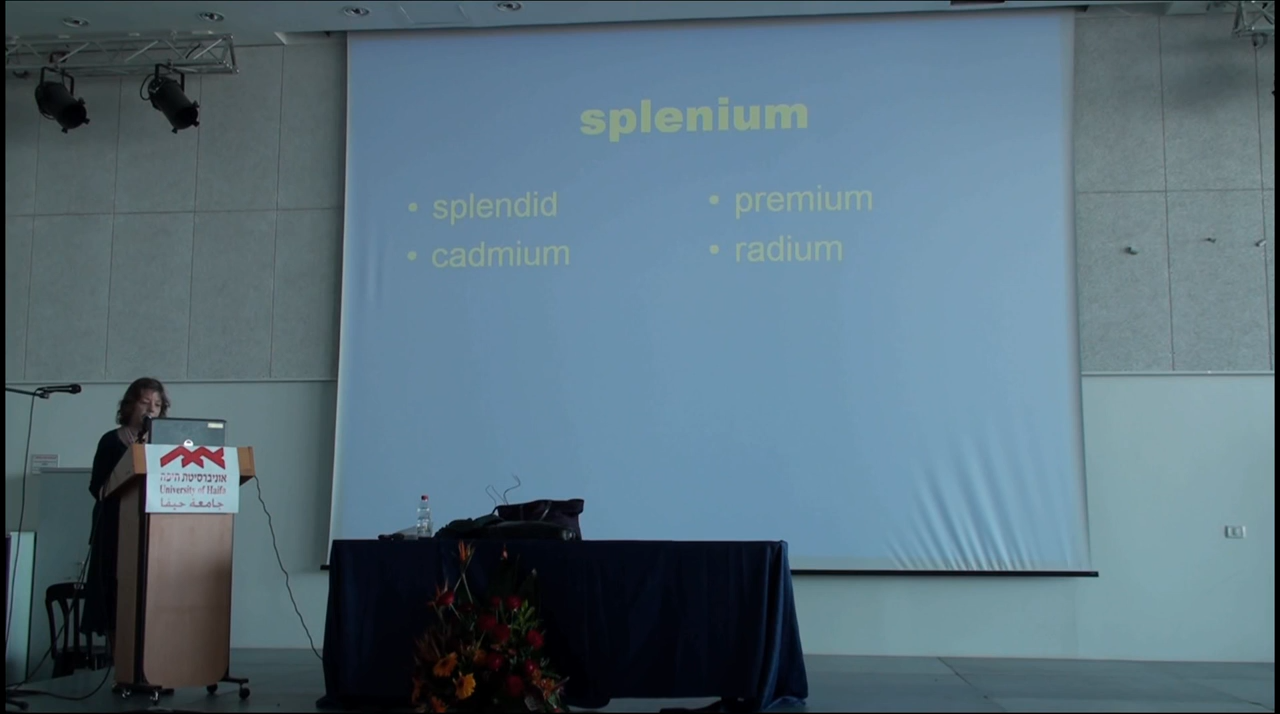 splenium
• splendid
• cadmium
• premium
• radium
אוניברסיטת חיפה
University of Haifa
جامعة حيفا